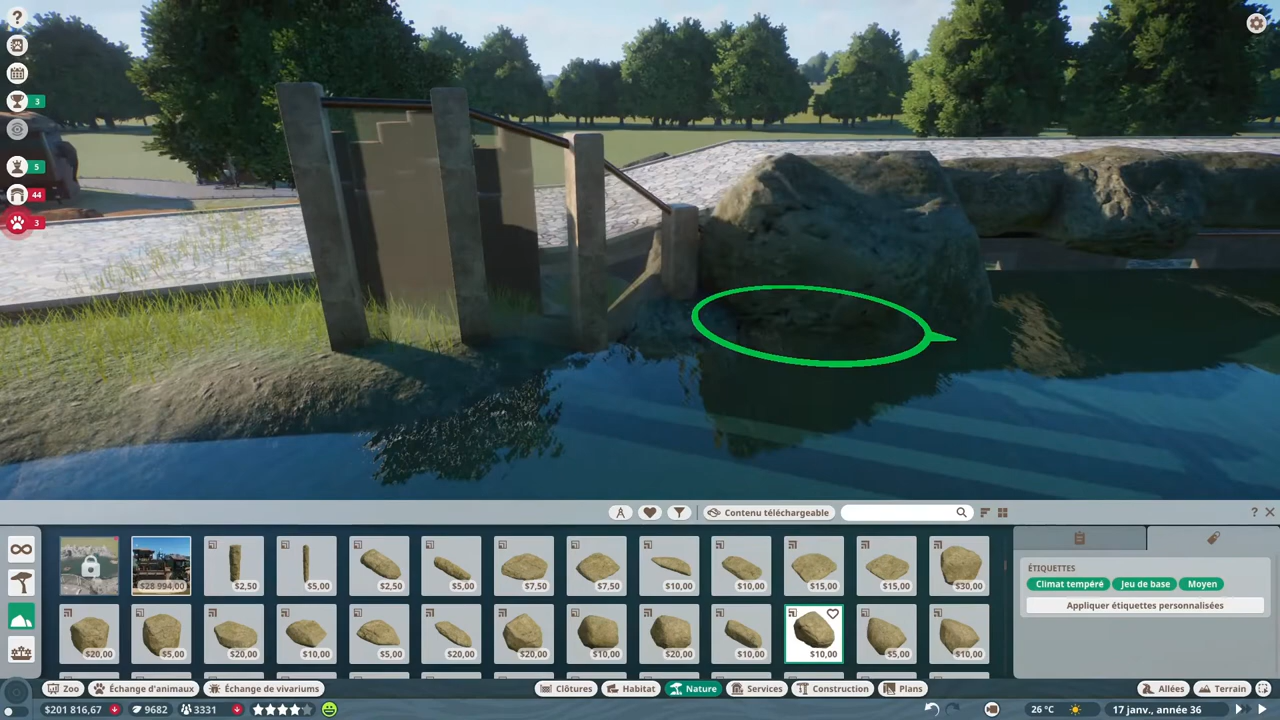 ?
3
5
44
3
Contenu téléchargeable
? ×
$28 994,00
$2,50
$5,00
$2,50
$5,00
$7,50
$7,50
$10,00
$10,00
$15,00
$15,00
$30,00
$20,00
$5,00
$20,00
$10,00
$5,00
$20,00
$20,00
$10,00
$20,00
$10,00
$10,00
$5,00
$10,00
ÉTIQUETTES
Climat tempéré
Jeu de base
Moyen
Appliquer étiquettes personnalisées
Zoo
Échange d'animaux
Échange de vivariums
Clôtures
Habitat
Nature
Services
Construction
Plans
Allées
Terrain
$201 816,67
9682
3331
26 °C
17 janv., année 36